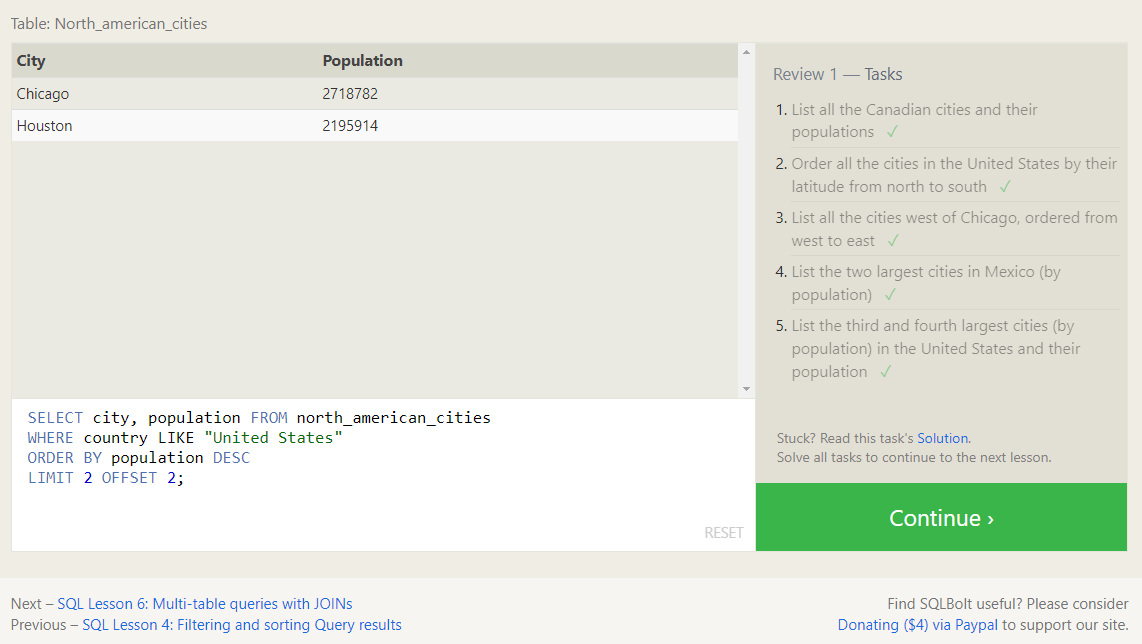 Table: North_american_cities
City Population
Chicago 2718782
Houston 2195914
SELECT city, population FROM north_american_cities
WHERE country LIKE "United States"
ORDER BY population DESC
LIMIT 2 OFFSET 2;
RESET
Review 1 — Tasks
1. List all the Canadian cities and their
populations ✓
2. Order all the cities in the United States by their
latitude from north to south ✓
3. List all the cities west of Chicago, ordered from
west to east ✓
4. List the two largest cities in Mexico (by
population) ✓
5. List the third and fourth largest cities (by
population) in the United States and their
population ✓
Stuck? Read this task's Solution.
Solve all tasks to continue to the next lesson.
Continue ›
Next – SQL Lesson 6: Multi-table queries with JOINs
Previous – SQL Lesson 4: Filtering and sorting Query results
Find SQLBolt useful? Please consider
Donating ($4) via Paypal to support our site.